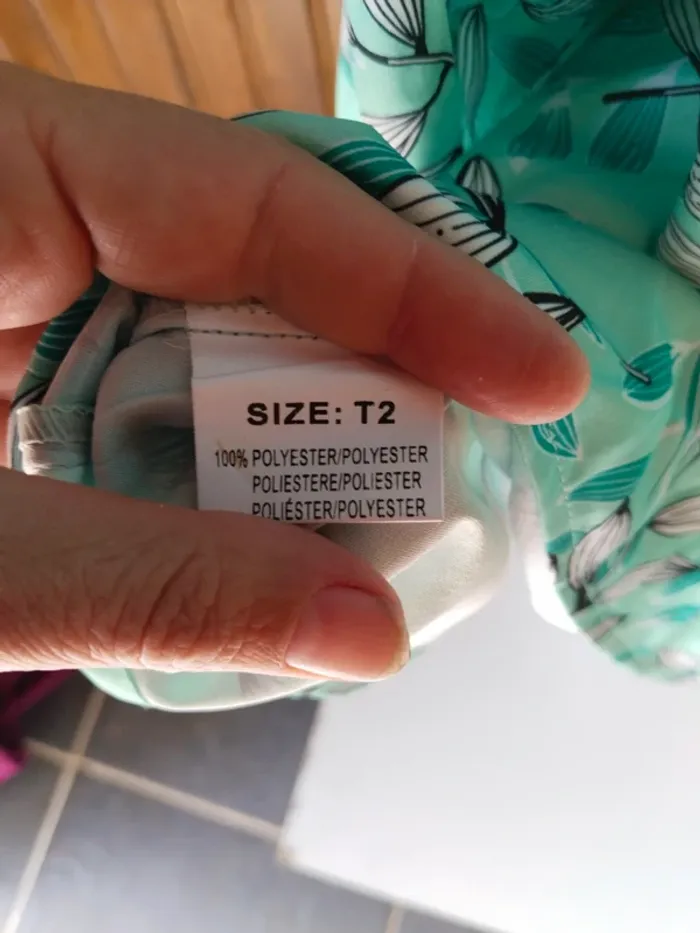 SIZE: T2
100% POLYESTER/POLYESTER
POLIESTERE/POLIESTER
POLIÉSTER/POLYESTER